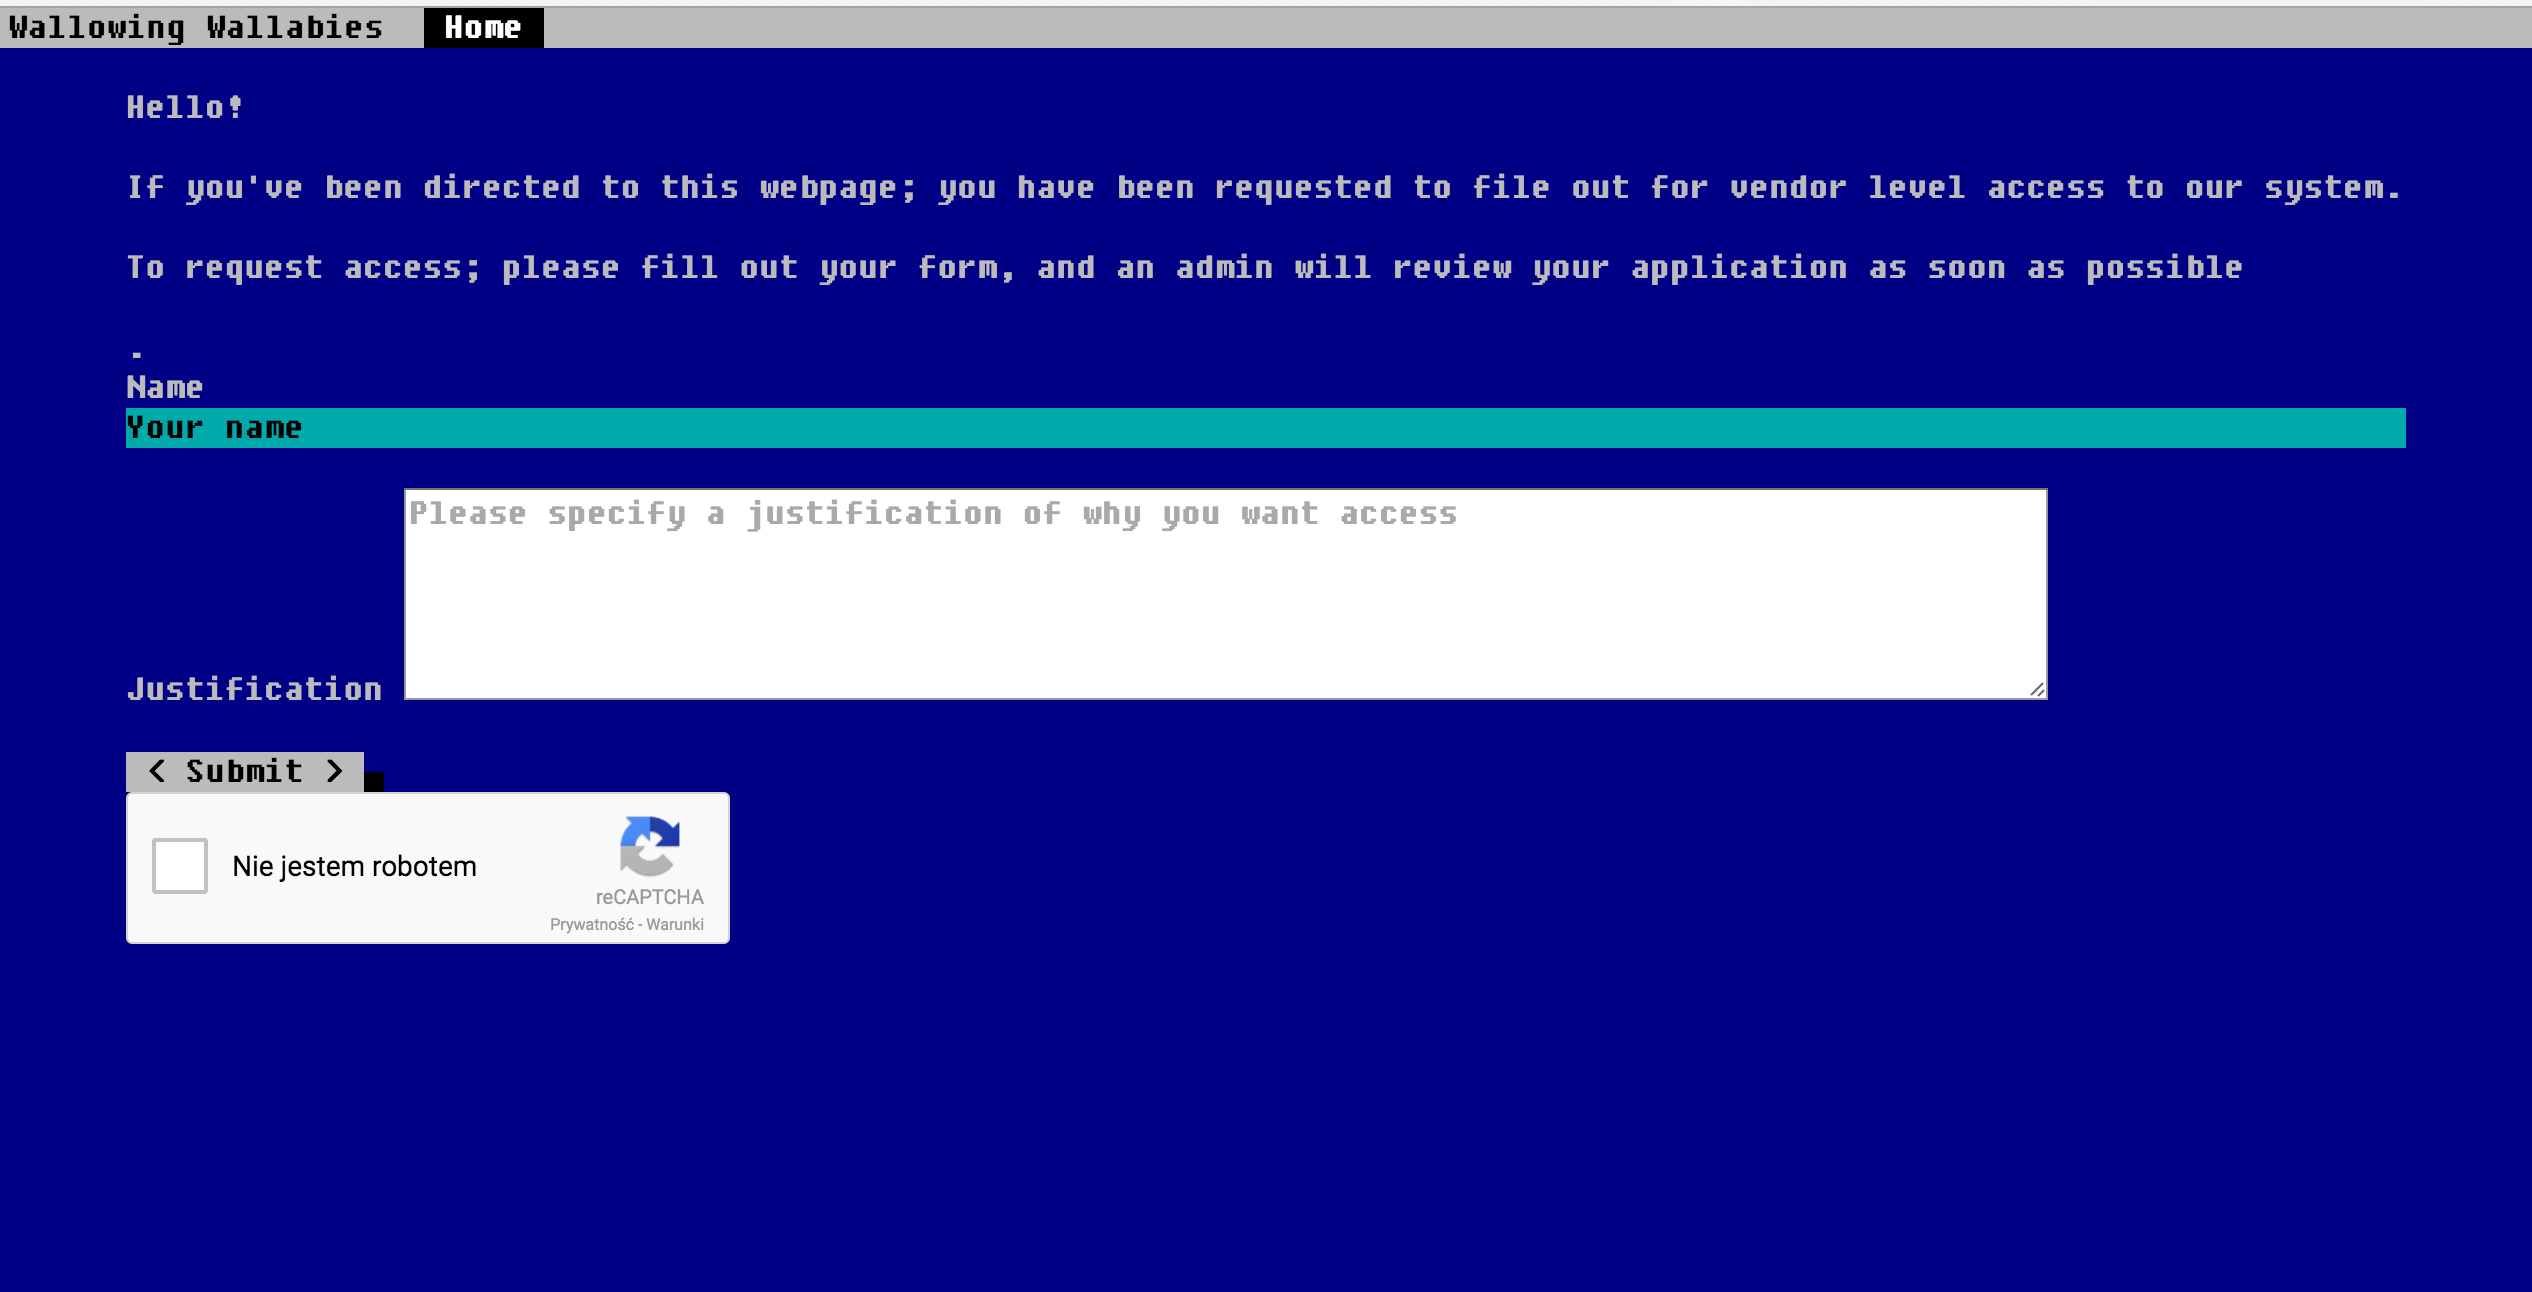 Wallowing Wallabies Home
Hello!
If you've been directed to this webpage; you have been requested to file out for vendor level access to our system.
To request access; please fill out your form, and an admin will review your application as soon as possible
.
Name
Your name
Please specify a justification of why you want access
Justification
< Submit >
Nie jestem robotem
reCAPTCHA
Prywatność - Warunki